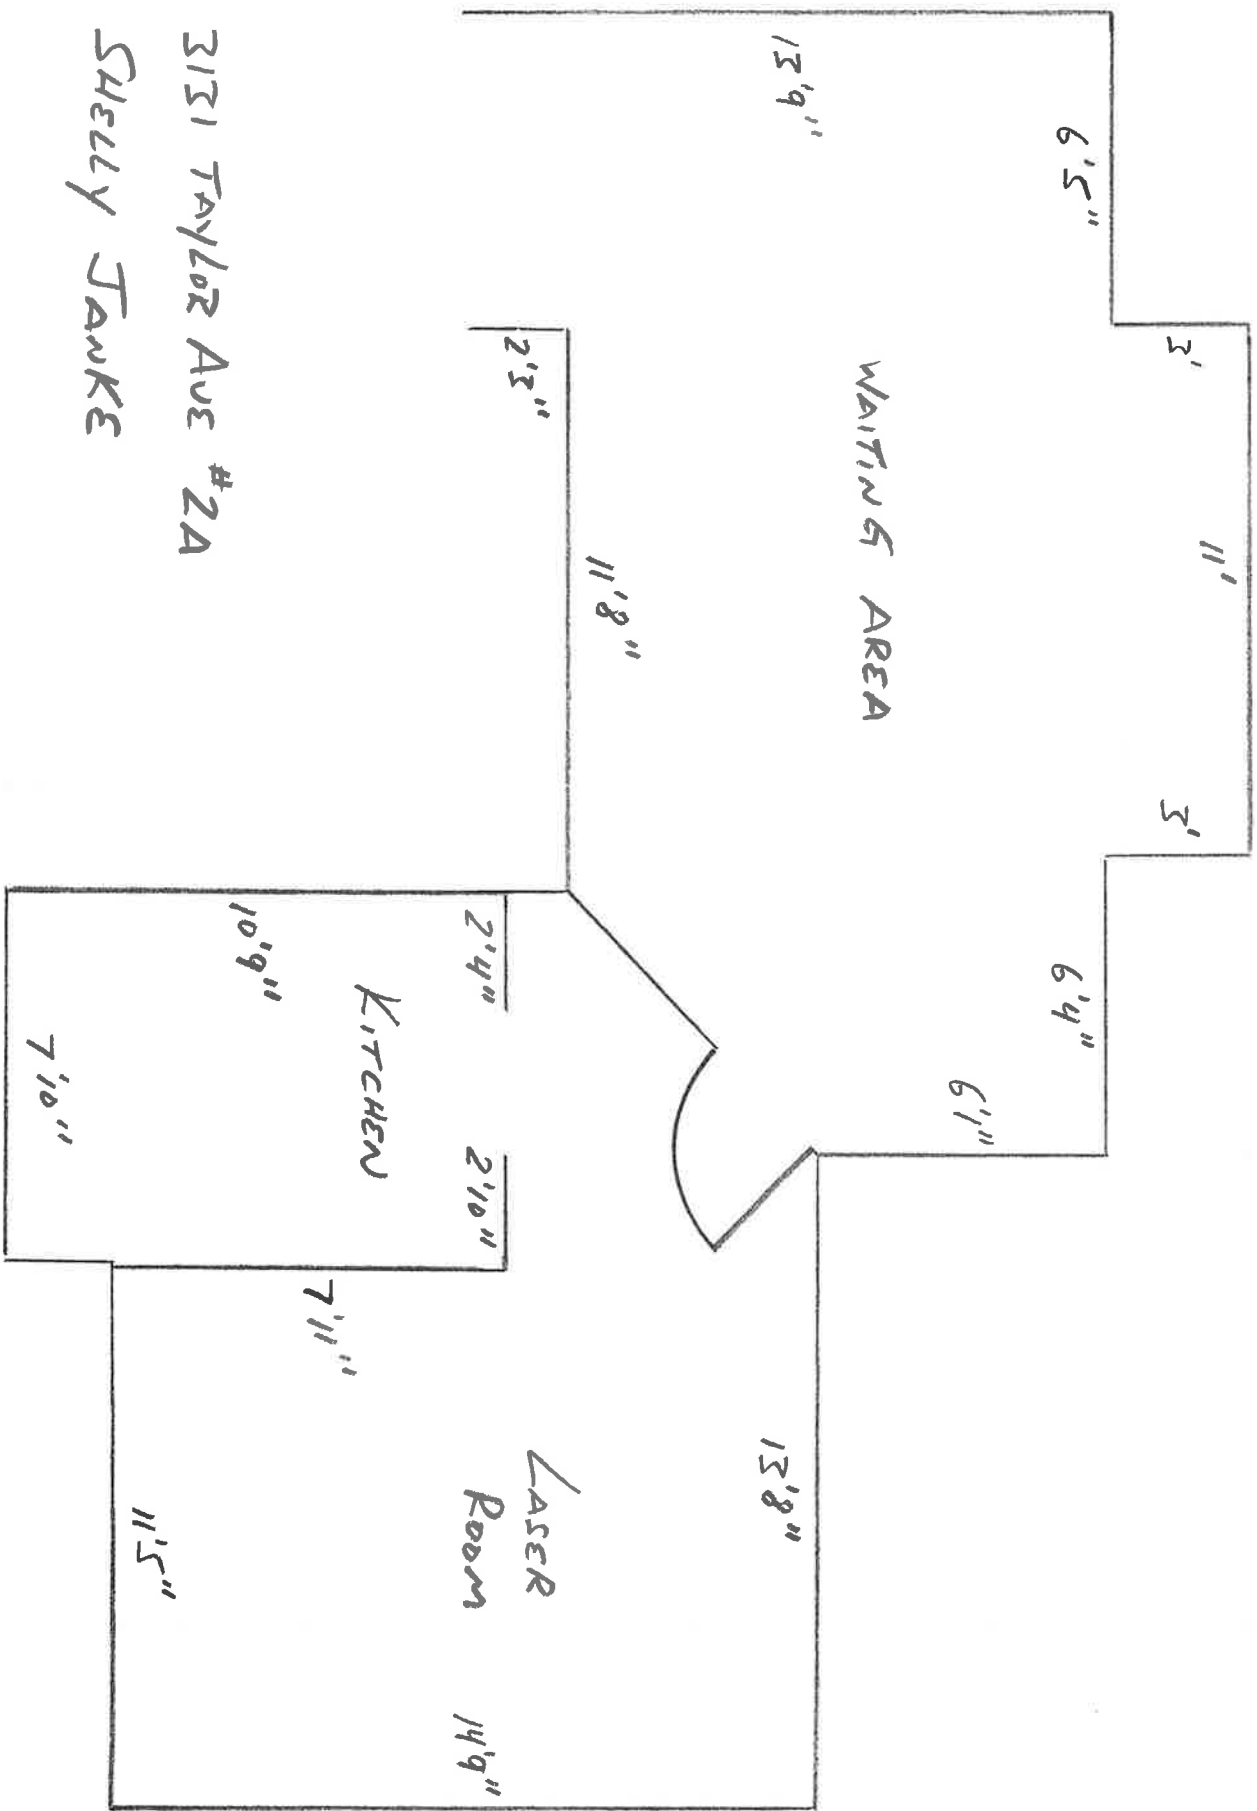 11'
3'
3'
6'5"
6'4"
6'1"
WAITING AREA
13'9"
13'8"
11'8"
2'3"
2'4"
2'10"
LASER
ROOM
14'9"
KITCHEN
7'11"
10'9"
7'10"
11'5"
3131 TAYLOR AVE #2A
SHELLY JANKE